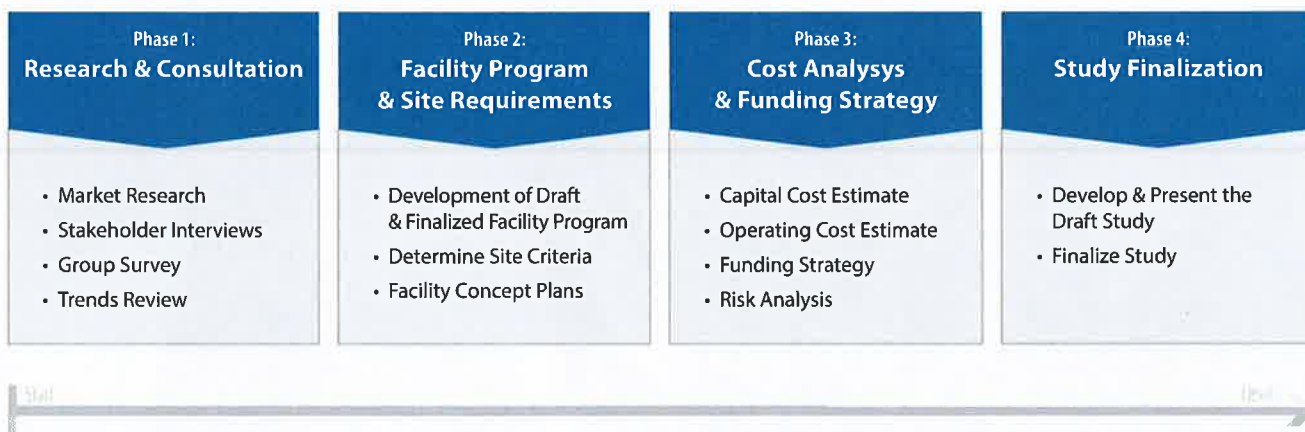 Phase 1:
Research & Consultation
• Market Research
• Stakeholder Interviews
• Group Survey
• Trends Review
Phase 2:
Facility Program
& Site Requirements
• Development of Draft
& Finalized Facility Program
• Determine Site Criteria
• Facility Concept Plans
Phase 3:
Cost Analysys
& Funding Strategy
• Capital Cost Estimate
• Operating Cost Estimate
• Funding Strategy
• Risk Analysis
Phase 4:
Study Finalization
• Develop & Present the
Draft Study
• Finalize Study